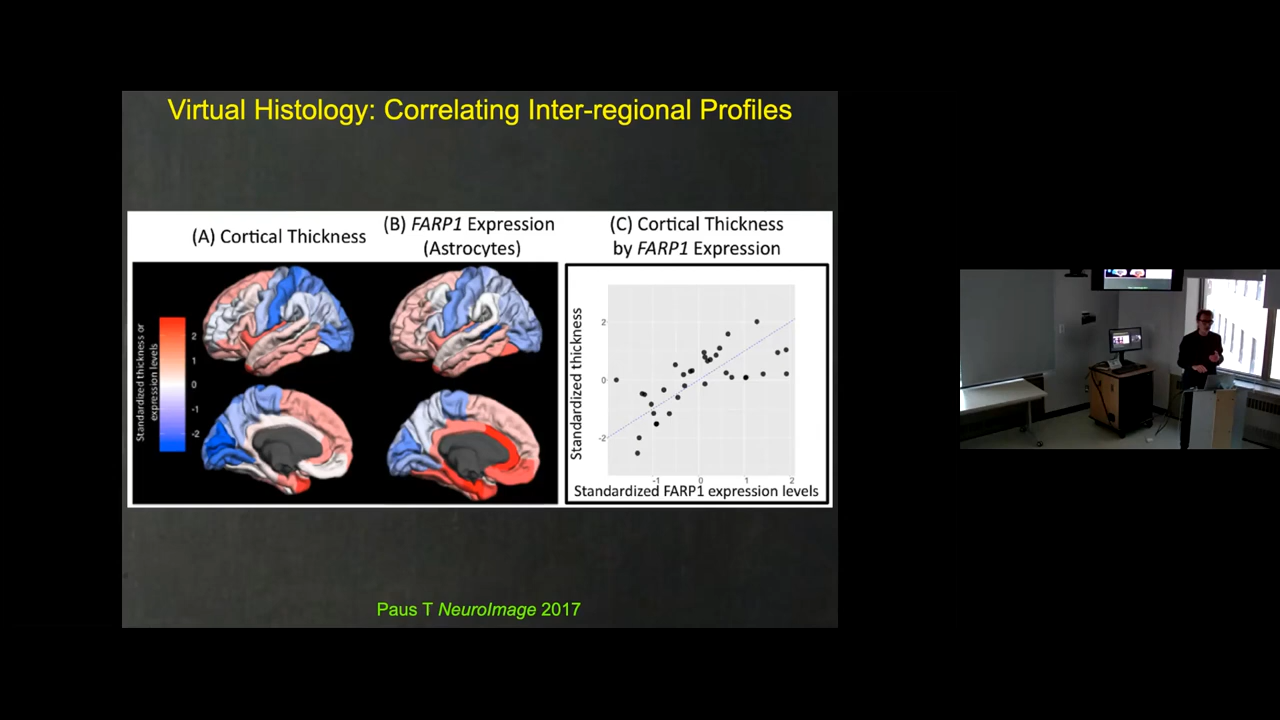 Virtual Histology: Correlating Inter-regional Profiles
(A) Cortical Thickness
(B) FARP1 Expression
(Astrocytes)
(C) Cortical Thickness
by FARP1 Expression
Standardized thickness or
expression levels
2
1
0
-1
-2
Standardized thickness
2
0
-2
-1
0
1
2
Standardized FARP1 expression levels
Paus T NeuroImage 2017